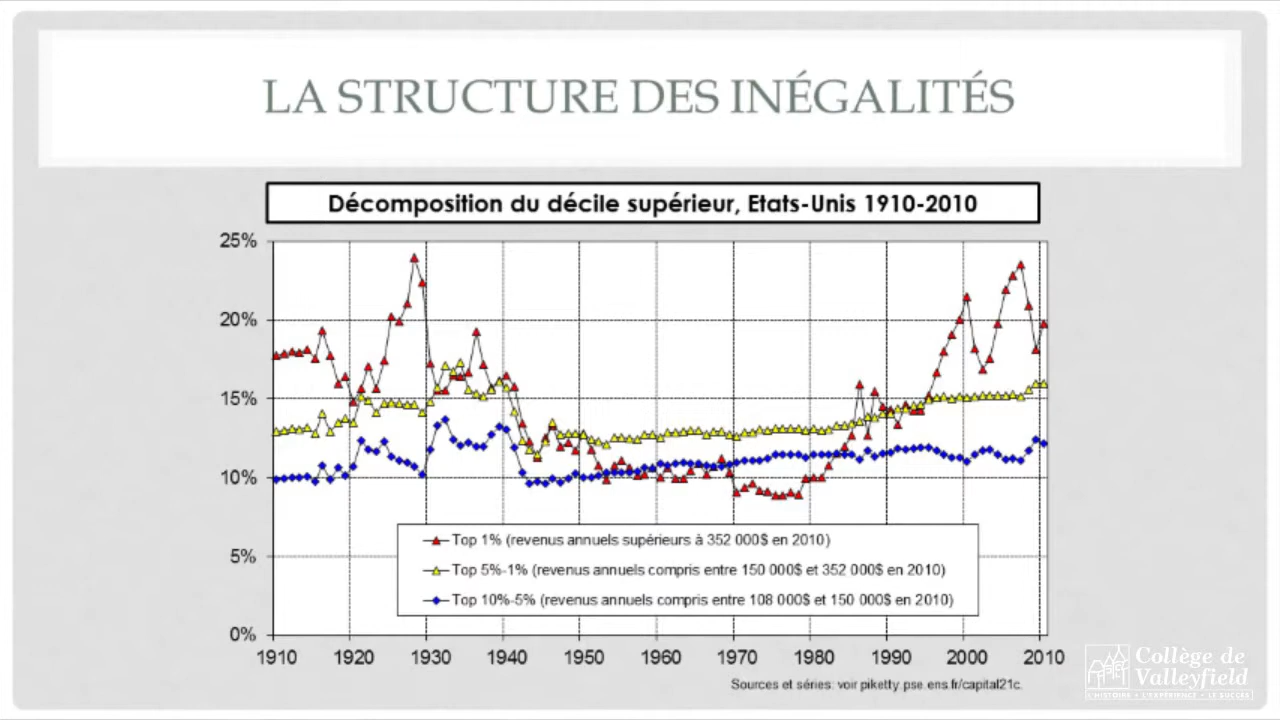 LA STRUCTURE DES INÉGALITÉS
Décomposition du décile supérieur, Etats-Unis 1910-2010
25%
20%
15%
10%
5%
0%
Top 1% (revenus annuels supérieurs à 352 000$ en 2010)
Top 5%-1% (revenus annuels compris entre 150 000$ et 352 000$ en 2010)
Top 10%-5% (revenus annuels compris entre 108 000$ et 150 000$ en 2010)
1910 1920 1930 1940 1950 1960 1970 1980 1990 2000 2010
Sources et séries: voir piketty.pse.ens.fr/capital21c.
Collège de
Valleyfield
L'HISTOIRE • L'EXPÉRIENCE • LE SUCCÈS